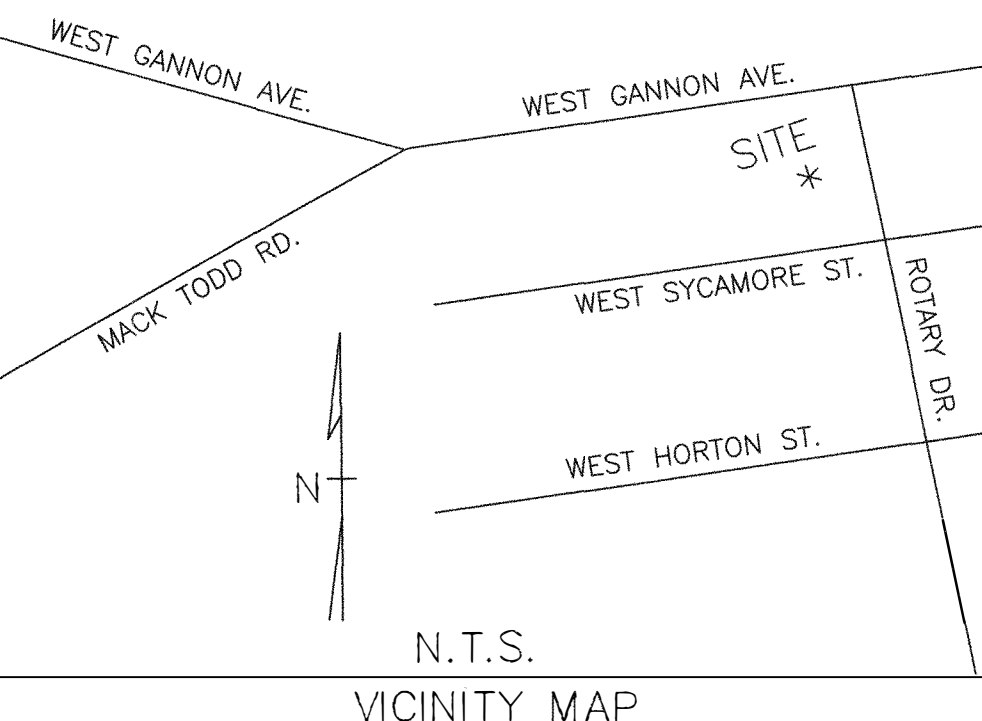 WEST GANNON AVE.
WEST GANNON AVE.
SITE
*
MACK TODD RD.
WEST SYCAMORE ST.
ROTARY DR.
WEST HORTON ST.
N
N.T.S.
VICINITY MAP